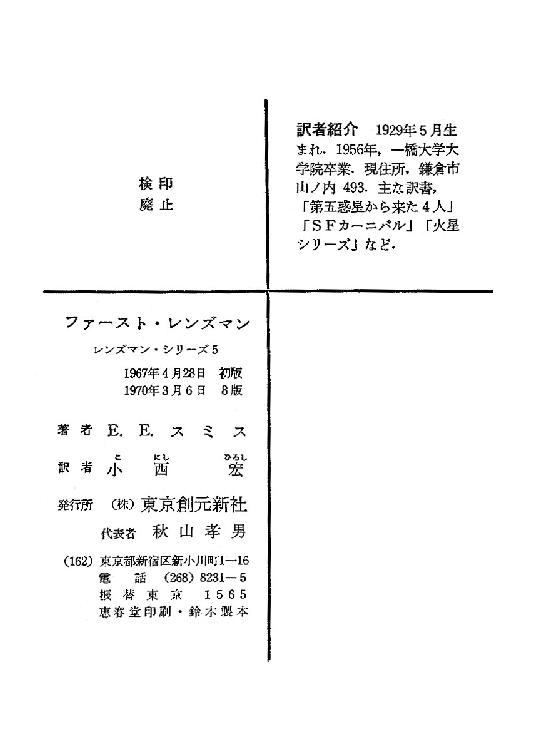 検印
廃止
訳者紹介 1929年5月生
まれ．1956年，一橋大学大
学院卒業．現住所，鎌倉市
山ノ内 493．主な訳書，
「第五惑星から来た4人」
「SFカーニバル」「火星
シリーズ」など．
ファースト・レンズマン
レンズマン・シリーズ5
1967年4月28日 初版
1970年3月6日 8版
著者 E. E. スミス
こ にし ひろし
訳者 小西 宏
発行所 (株) 東京創元新社
代表者 秋山孝男
(162) 東京都新宿区新小川町1—16
電話 (268) 8231—5
振替東京 1565
恵春堂印刷・鈴木製本